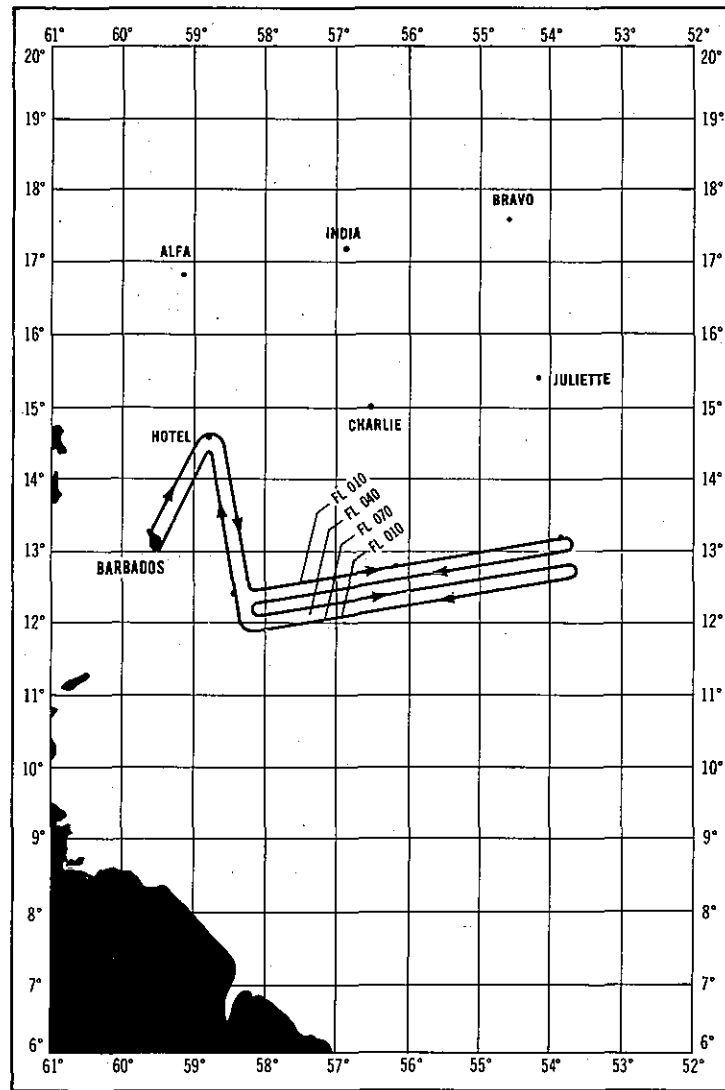 61° 60° 59° 58° 57° 56° 55° 54° 53° 52°
20° 20°
19° 19°
18° 18°
BRAVO
INDIA
ALFA
17° 17°
16° 16°
JULIETTE
15° 15°
CHARLIE
HOTEL
14° 14°
FL 010
FL 040
FL 070
FL 010
13° 13°
BARBADOS
12° 12°
11° 11°
10° 10°
9° 9°
8° 8°
7° 7°
6° 6°
61° 60° 59° 58° 57° 56° 55° 54° 53° 52°